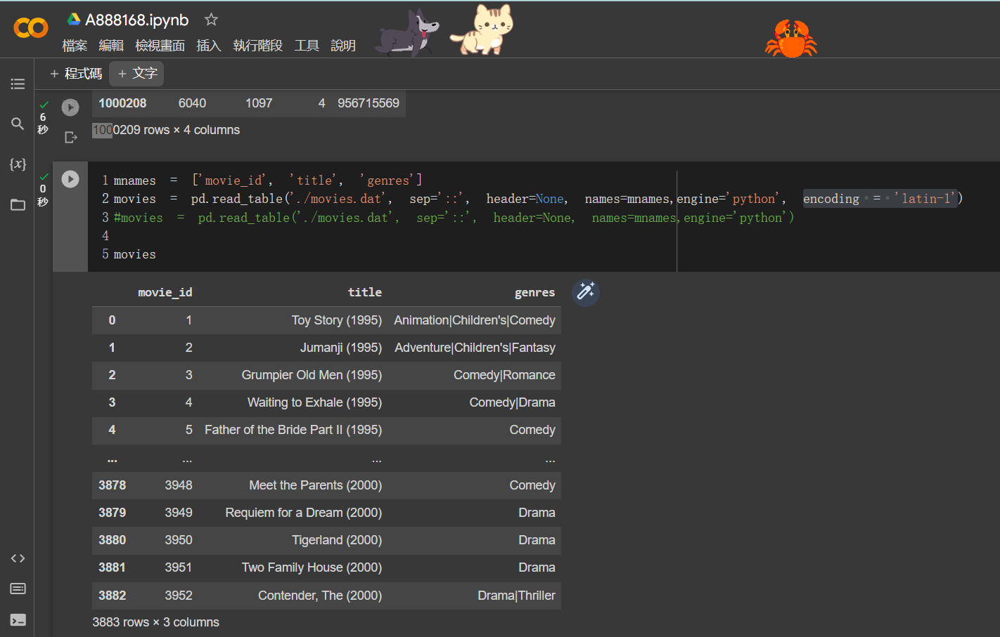 A888168.ipynb
檔案 編輯 檢視畫面 插入 執行階段 工具 說明
+ 程式碼 + 文字
6 秒
1000208 6040 1097 4 956715569
1000209 rows × 4 columns
{x}
0 秒
1 mnames = ['movie_id', 'title', 'genres']
2 movies = pd.read_table('./movies.dat', sep='::', header=None, names=mnames,engine='python', encoding = 'latin-1')
3 #movies = pd.read_table('./movies.dat', sep='::', header=None, names=mnames,engine='python')
4
5 movies
movie_id title genres
0 1 Toy Story (1995) Animation|Children's|Comedy
1 2 Jumanji (1995) Adventure|Children's|Fantasy
2 3 Grumpier Old Men (1995) Comedy|Romance
3 4 Waiting to Exhale (1995) Comedy|Drama
4 5 Father of the Bride Part II (1995) Comedy
... ... ... ...
3878 3948 Meet the Parents (2000) Comedy
3879 3949 Requiem for a Dream (2000) Drama
3880 3950 Tigerland (2000) Drama
3881 3951 Two Family House (2000) Drama
3882 3952 Contender, The (2000) Drama|Thriller
3883 rows × 3 columns